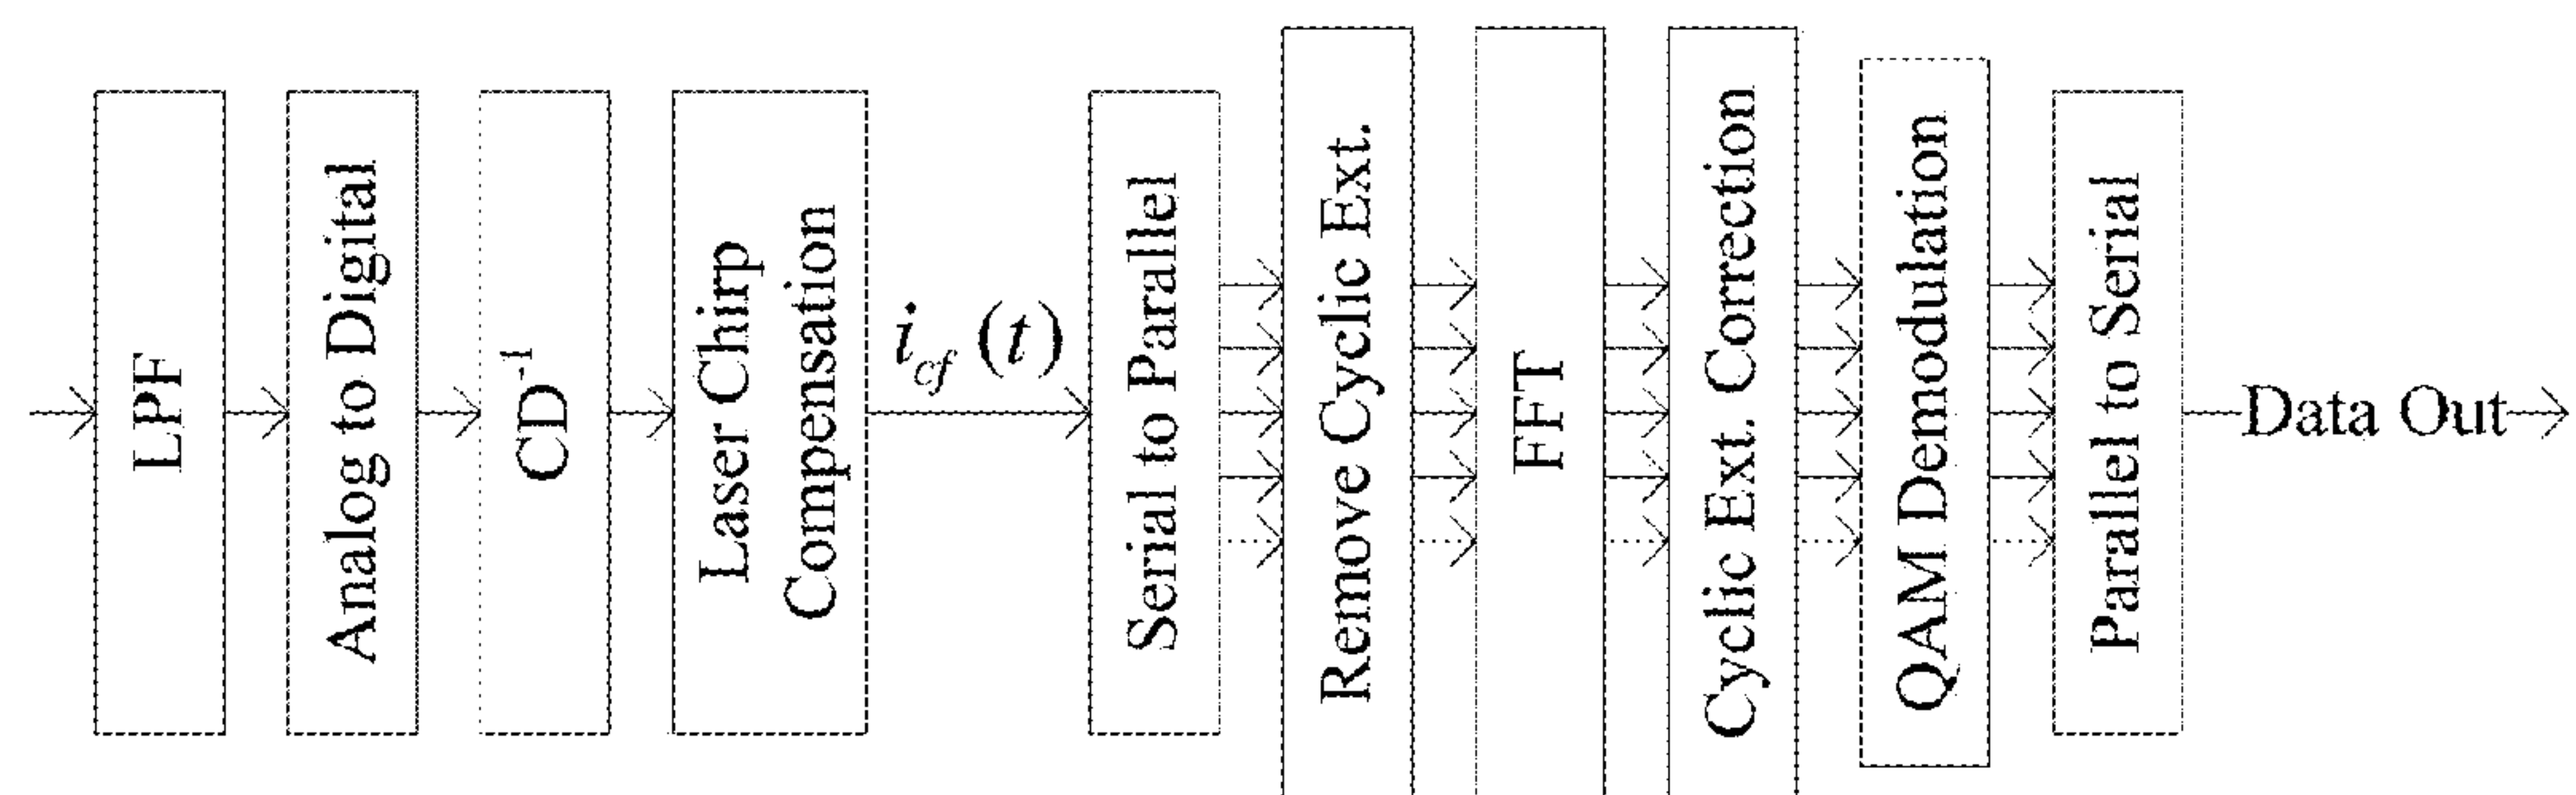 LPF
Analog to Digital
CD⁻¹
Laser Chirp
Compensation
i_cf (t)
Serial to Parallel
Remove Cyclic Ext.
FFT
Cyclic Ext. Correction
QAM Demodulation
Parallel to Serial
Data Out